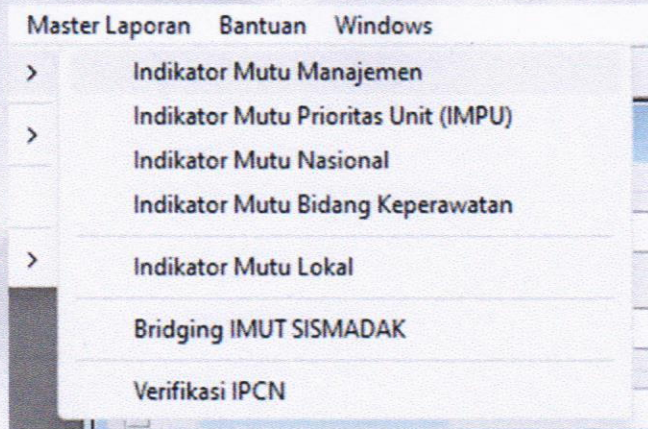 Master Laporan Bantuan Windows
Indikator Mutu Manajemen
Indikator Mutu Prioritas Unit (IMPU)
Indikator Mutu Nasional
Indikator Mutu Bidang Keperawatan
Indikator Mutu Lokal
Bridging IMUT SISMADAK
Verifikasi IPCN